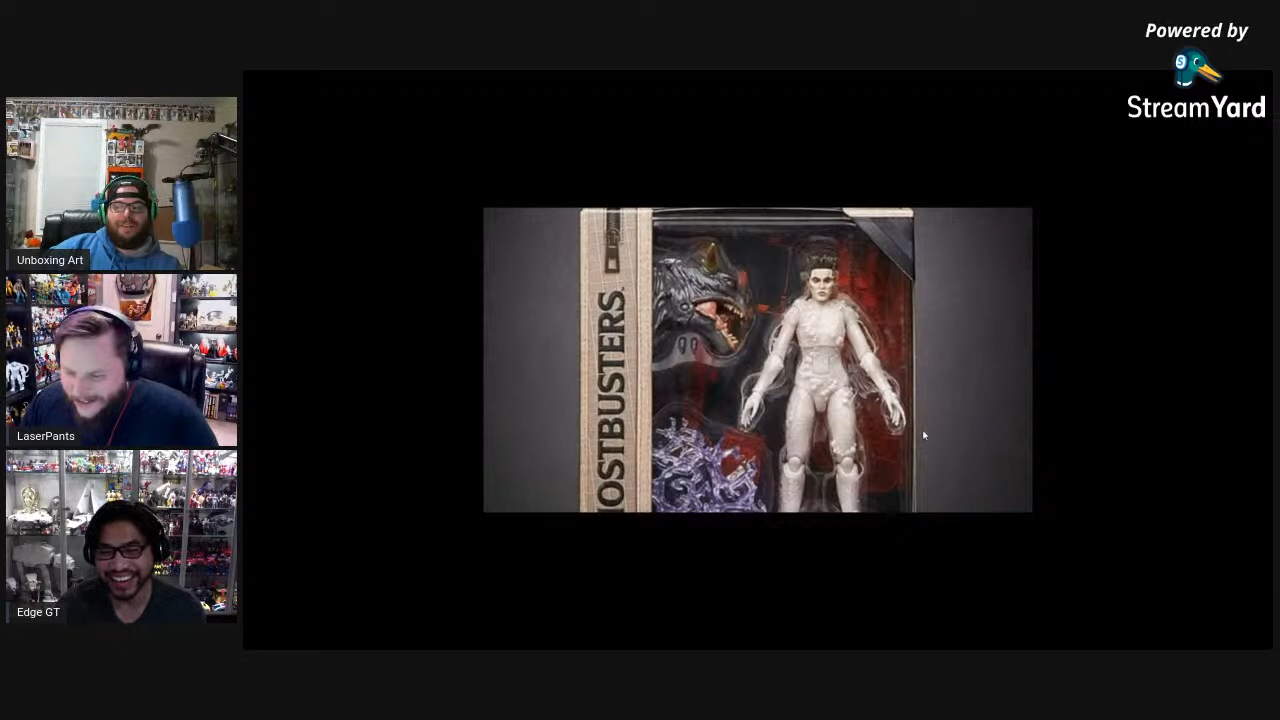 Powered by
StreamYard
Unboxing Art
LaserPants
Edge GT
OSTBUSTERS